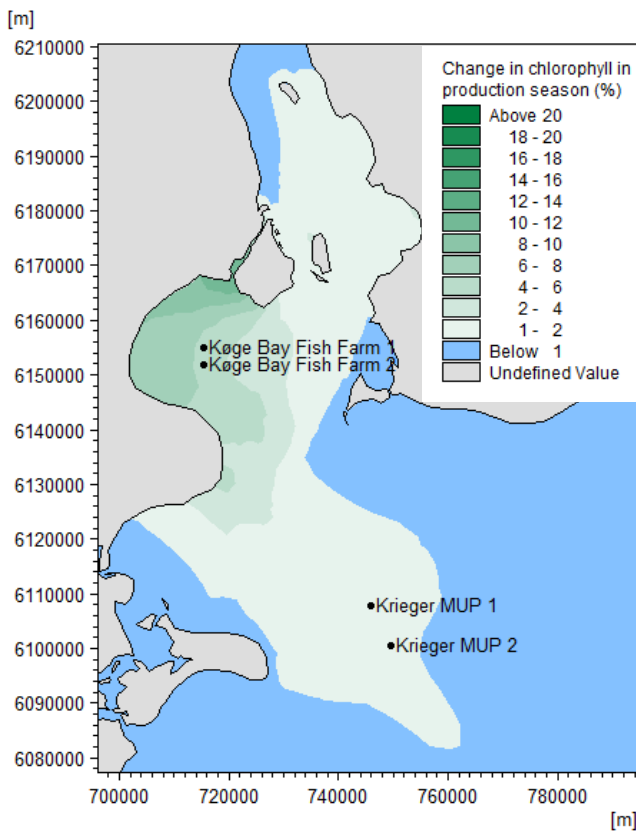 [m]
6210000
6200000
6190000
6180000
6170000
6160000
6150000
6140000
6130000
6120000
6110000
6100000
6090000
6080000
Change in chlorophyll in
production season (%)
Above 20
18 - 20
16 - 18
14 - 16
12 - 14
10 - 12
8 - 10
6 - 8
4 - 6
2 - 4
1 - 2
Below 1
Undefined Value
Køge Bay Fish Farm 1
Køge Bay Fish Farm 2
Krieger MUP 1
Krieger MUP 2
700000 720000 740000 760000 780000
[m]